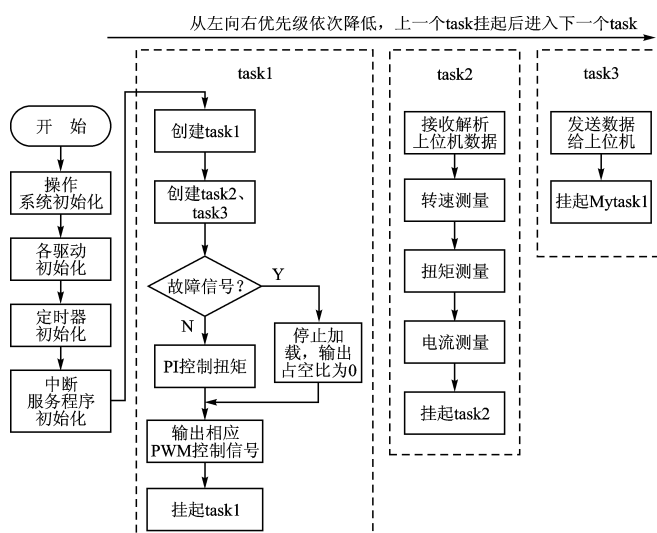 从左向右优先级依次降低，上一个task挂起后进入下一个task
开 始
操作
系统初始化
各驱动
初始化
定时器
初始化
中断
服务程序
初始化
task1
创建task1
创建task2、
task3
故障信号？
Y
N
停止加
载，输出
占空比为0
PI控制扭矩
输出相应
PWM控制信号
挂起task1
task2
接收解析
上位机数据
转速测量
扭矩测量
电流测量
挂起task2
task3
发送数据
给上位机
挂起Mytask1